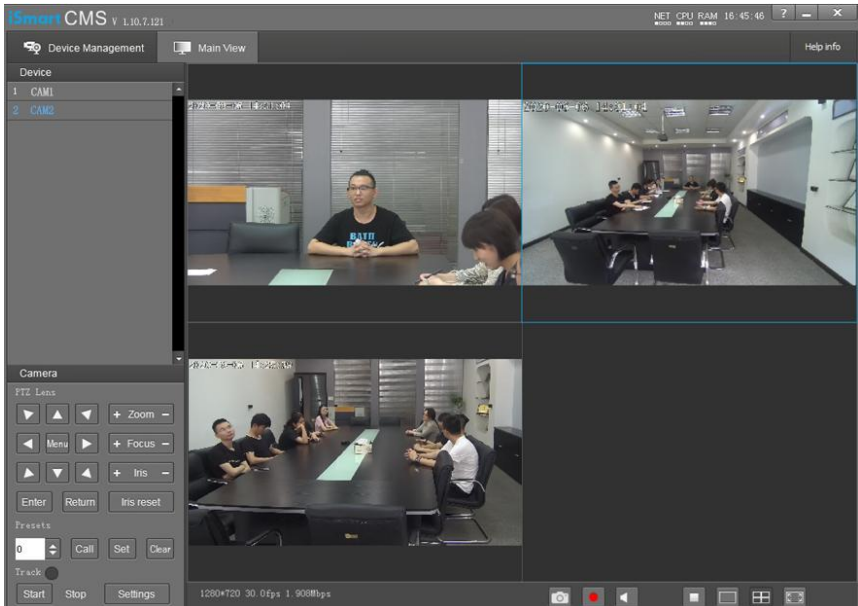 iSmart CMS V 1.10.7.121
NET CPU RAM 16:45:46 ? – X
Device Management Main View Help info
Device
1 CAM1
2 CAM2
Camera
PTZ Lens
+ Zoom –
Menu + Focus –
+ Iris –
Enter Return Iris reset
Presets
0 Call Set Clear
Track
Start Stop Settings
1280*720 30.0fps 1.908Mbps